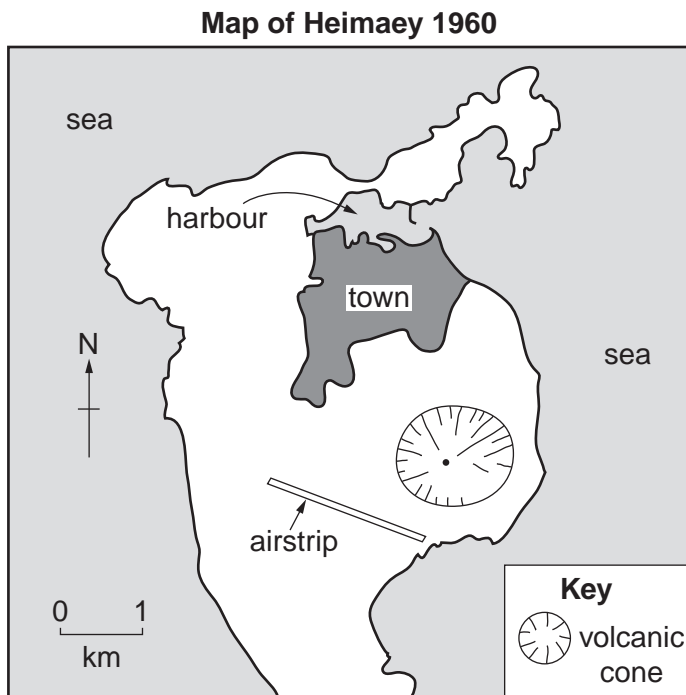 Map of Heimaey 1960
sea
harbour
town
N
sea
airstrip
0 1
km
Key
volcanic
cone